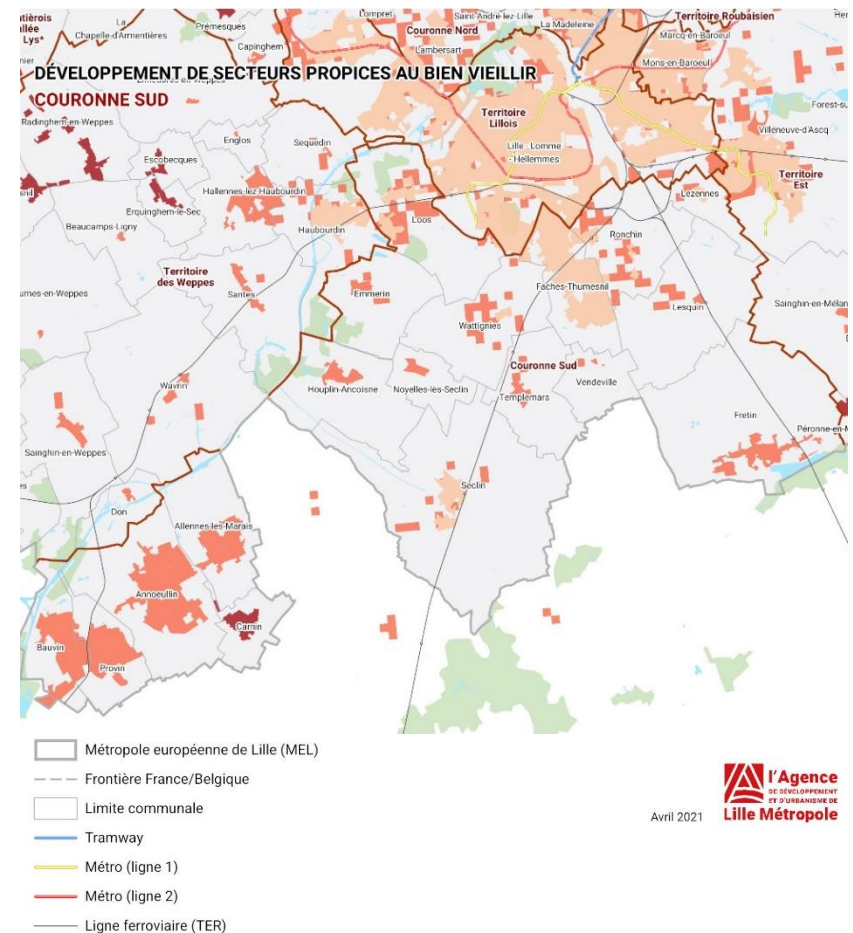 Lompret
Saint-André-lez-Lille
La Madeleine
Territoire Roubaisien
Prémesques
La
Chapelle-d'Armentières
Couronne Nord
Marcq-en-Barœul
Lys*
Capinghem
Lambersart
Mons-en-Barœul
DÉVELOPPEMENT DE SECTEURS PROPICES AU BIEN VIEILLIR
COURONNE SUD
Radinghem-en-Weppes
Territoire
Lillois
Forest-su
Englos
Sequedin
Villeneuve-d'Ascq
Escobecques
Lille - Lomme
- Hellemmes
Territoire
Est
Hallennes-lez-Haubourdin
Lezennes
Erquinghem-le-Sec
Beaucamps-Ligny
Loos
Haubourdin
Ronchin
Territoire
des Weppes
Faches-Thumesnil
Santes
Emmerin
Lesquin
Sainghin-en-Mélan
Wattignies
Couronne Sud
Wavrin
Houplin-Ancoisne
Noyelles-lès-Seclin
Vendeville
Templemars
Fretin
Péronne-en-M
Sainghin-en-Weppes
Seclin
Don
Allennes-les-Marais
Annoeullin
Carnin
Bauvin
Provin
Métropole européenne de Lille (MEL)
Frontière France/Belgique
Limite communale
Tramway
Métro (ligne 1)
Métro (ligne 2)
Ligne ferroviaire (TER)
Avril 2021
l'Agence
DE DÉVELOPPEMENT
ET D'URBANISME DE
Lille Métropole